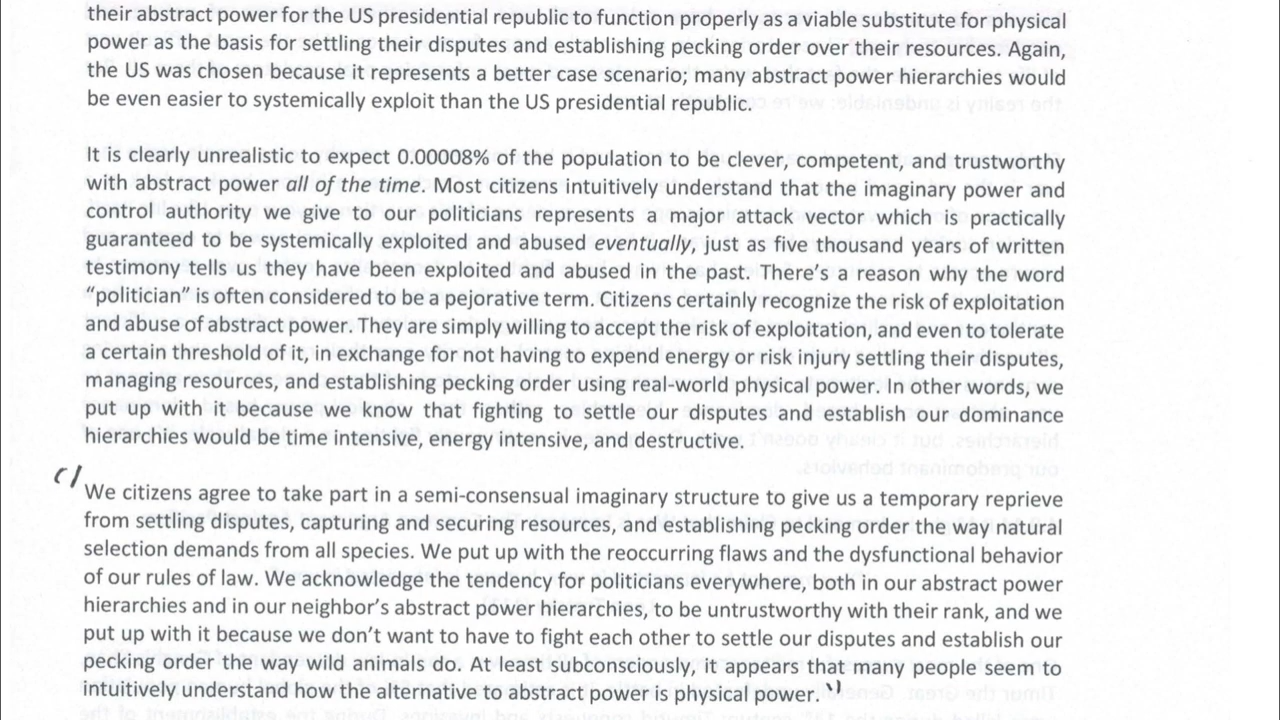 their abstract power for the US presidential republic to function properly as a viable substitute for physical
power as the basis for settling their disputes and establishing pecking order over their resources. Again,
the US was chosen because it represents a better case scenario; many abstract power hierarchies would
be even easier to systemically exploit than the US presidential republic.
It is clearly unrealistic to expect 0.00008% of the population to be clever, competent, and trustworthy
with abstract power all of the time. Most citizens intuitively understand that the imaginary power and
control authority we give to our politicians represents a major attack vector which is practically
guaranteed to be systemically exploited and abused eventually, just as five thousand years of written
testimony tells us they have been exploited and abused in the past. There's a reason why the word
"politician" is often considered to be a pejorative term. Citizens certainly recognize the risk of exploitation
and abuse of abstract power. They are simply willing to accept the risk of exploitation, and even to tolerate
a certain threshold of it, in exchange for not having to expend energy or risk injury settling their disputes,
managing resources, and establishing pecking order using real-world physical power. In other words, we
put up with it because we know that fighting to settle our disputes and establish our dominance
hierarchies would be time intensive, energy intensive, and destructive.
We citizens agree to take part in a semi-consensual imaginary structure to give us a temporary reprieve
from settling disputes, capturing and securing resources, and establishing pecking order the way natural
selection demands from all species. We put up with the reoccurring flaws and the dysfunctional behavior
of our rules of law. We acknowledge the tendency for politicians everywhere, both in our abstract power
hierarchies and in our neighbor's abstract power hierarchies, to be untrustworthy with their rank, and we
put up with it because we don't want to have to fight each other to settle our disputes and establish our
pecking order the way wild animals do. At least subconsciously, it appears that many people seem to
intuitively understand how the alternative to abstract power is physical power.